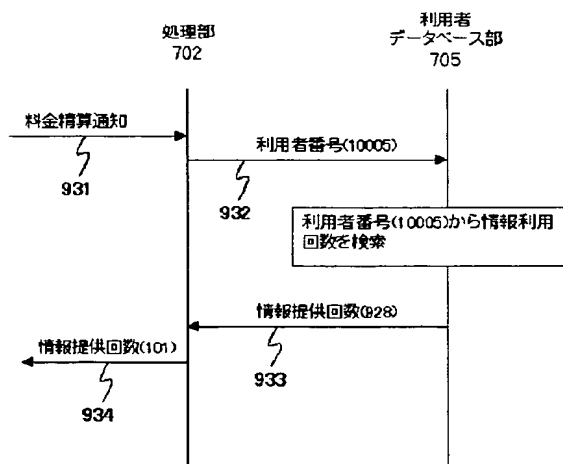 処理部
702
利用者
データベース部
705
料金精算通知
931
利用者番号(10005)
932
利用者番号(10005)から情報利用
回数を検索
情報提供回数(928)
933
情報提供回数(101)
934